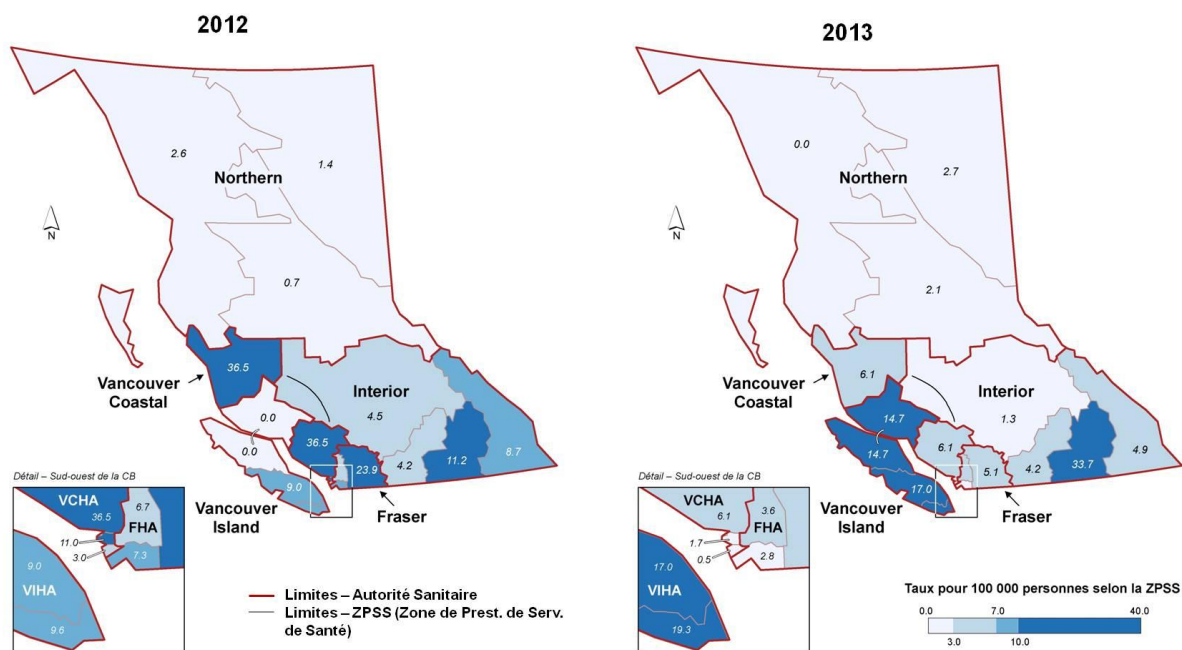 2012
2.6
1.4
Northern
N
0.7
36.5
Vancouver
Coastal
Interior
0.0
4.5
0.0
36.5
23.9
4.2
11.2
8.7
9.0
Vancouver
Island
Fraser
Détail – Sud-ouest de la CB
VCHA
36.5
6.7
FHA
11.0
3.0
7.3
9.0
VIHA
9.6
Limites – Autorité Sanitaire
Limites – ZPSS (Zone de Prest. de Serv.
de Santé)
2013
0.0
2.7
Northern
N
2.1
6.1
Vancouver
Coastal
Interior
14.7
1.3
14.7
6.1
5.1
4.2
33.7
4.9
17.0
Vancouver
Island
Fraser
Détail – Sud-ouest de la CB
VCHA
6.1
3.6
FHA
1.7
0.5
2.8
17.0
VIHA
19.3
Taux pour 100 000 personnes selon la ZPSS
0.0 7.0 40.0
3.0 10.0